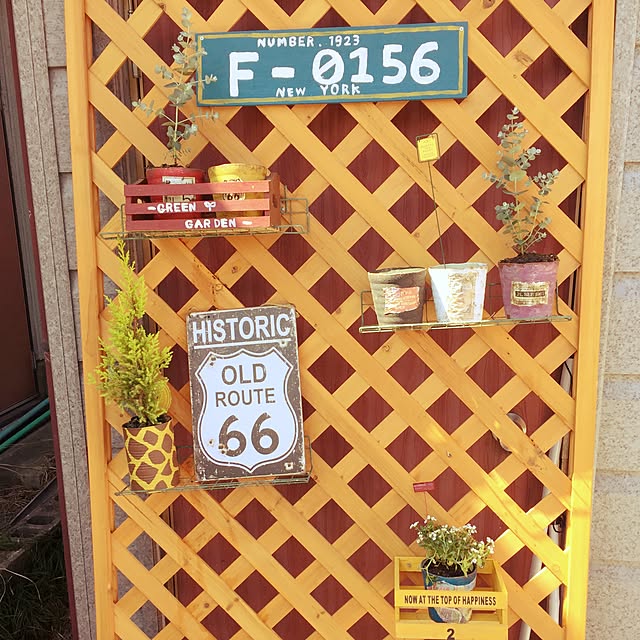 NUMBER. 1923
F-0156
NEW YORK
GREEN
GARDEN
HISTORIC
OLD
ROUTE
66
NOW AT THE TOP OF HAPPINESS
2